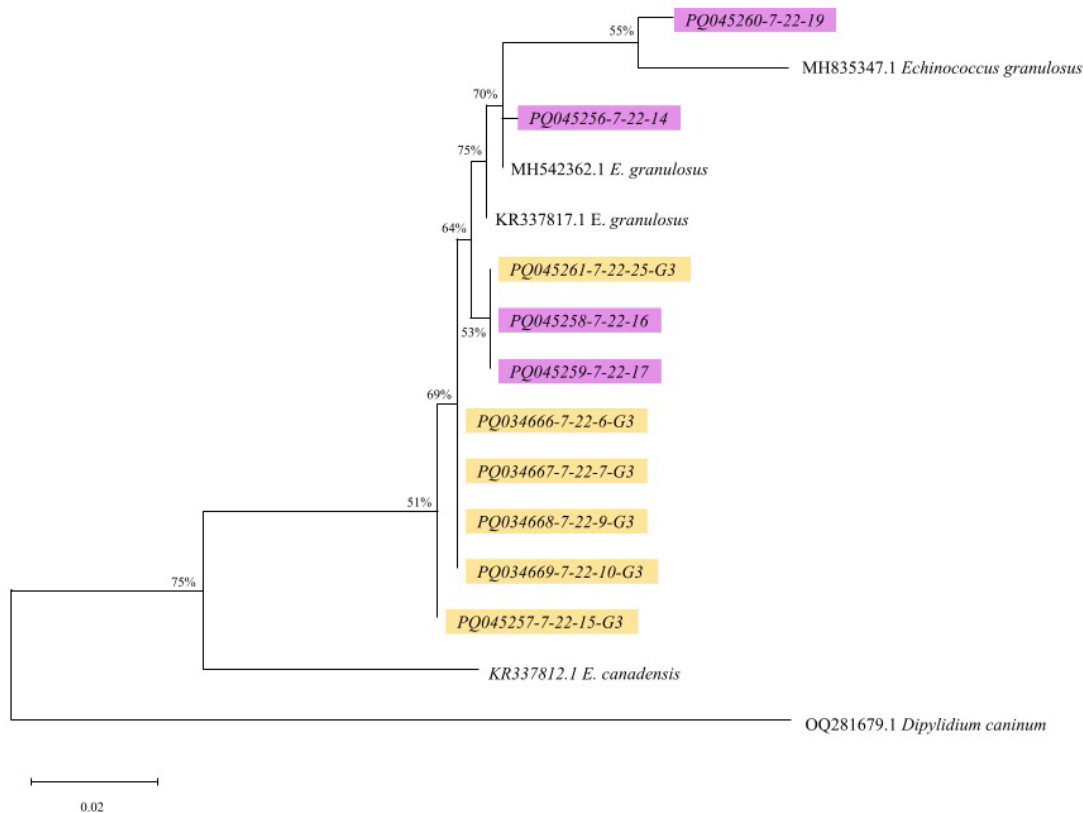 PQ045260-7-22-19
55%
MH835347.1 Echinococcus granulosus
70%
PQ045256-7-22-14
75%
MH542362.1 E. granulosus
KR337817.1 E. granulosus
64%
PQ045261-7-22-25-G3
PQ045258-7-22-16
53%
PQ045259-7-22-17
69%
PQ034666-7-22-6-G3
PQ034667-7-22-7-G3
51%
PQ034668-7-22-9-G3
PQ034669-7-22-10-G3
75%
PQ045257-7-22-15-G3
KR337812.1 E. canadensis
OQ281679.1 Dipylidium caninum
0.02